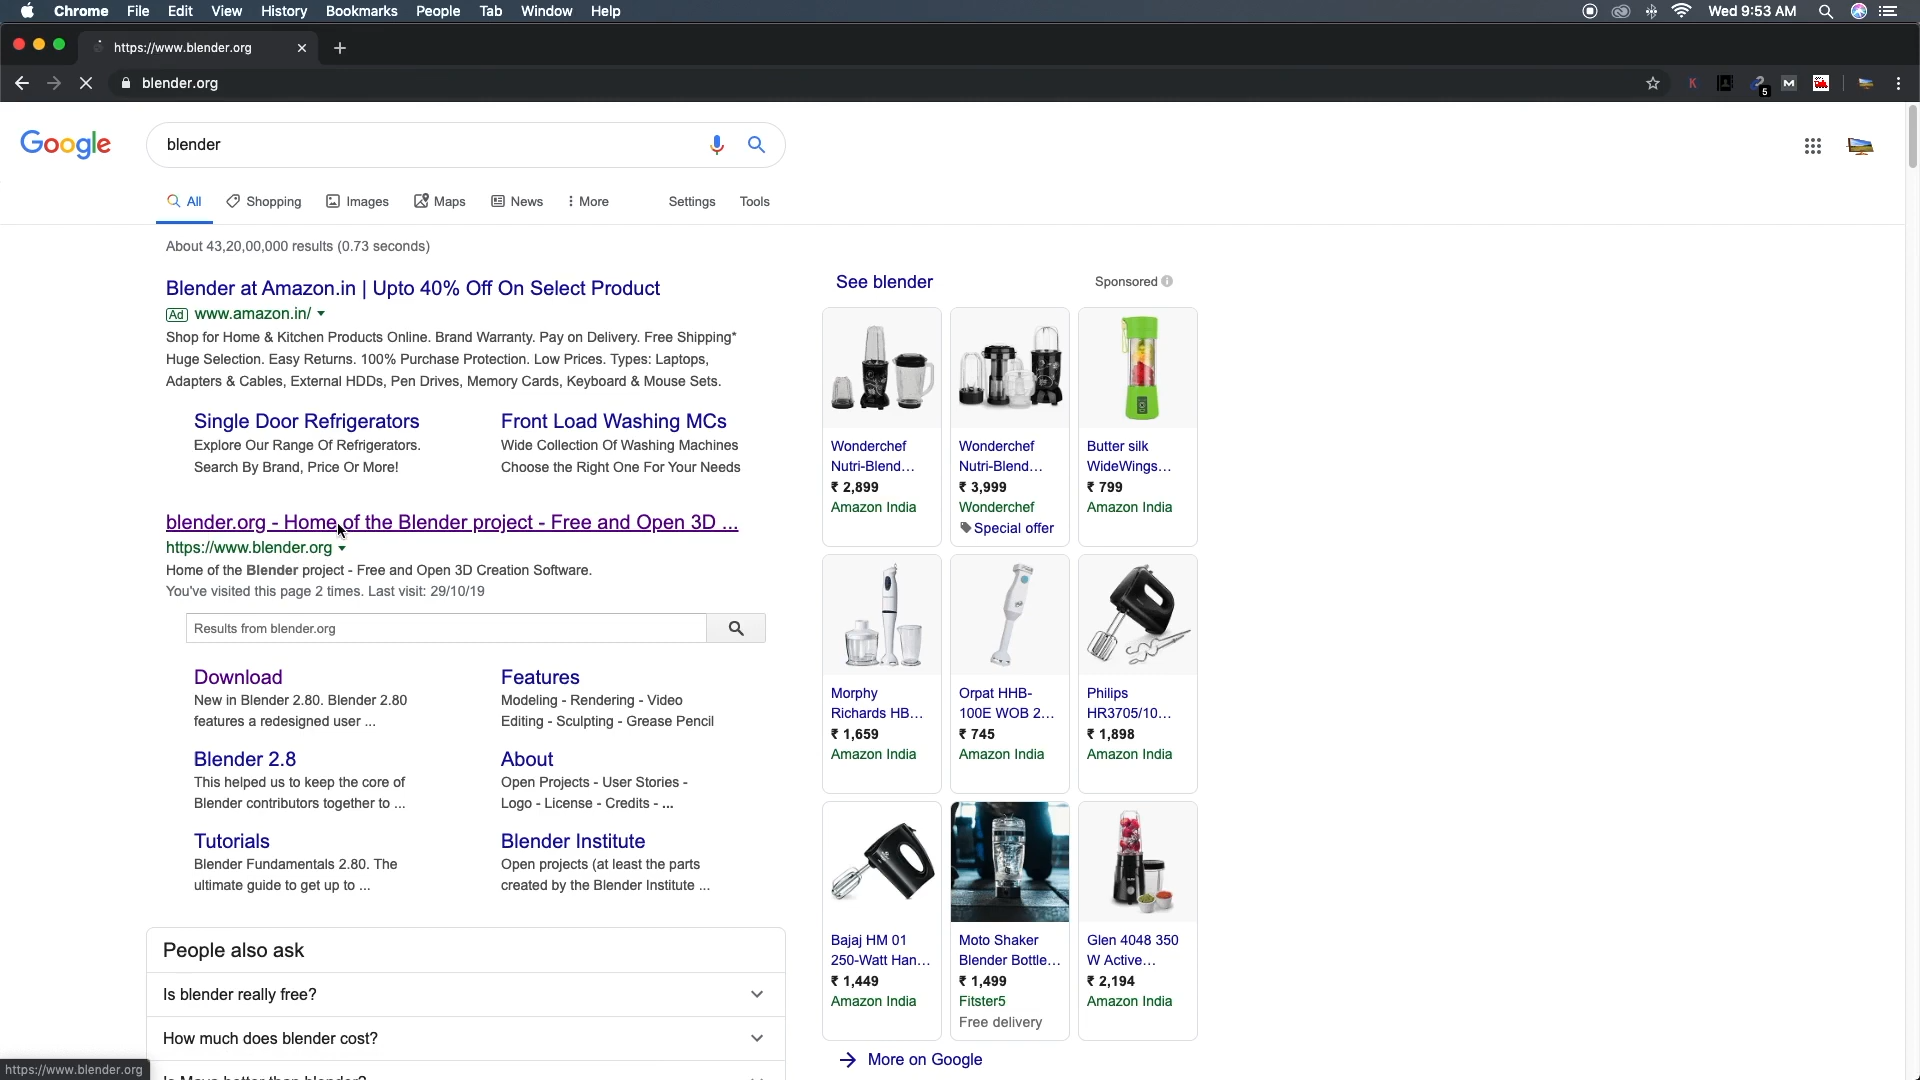 Chrome File Edit View History Bookmarks People Tab Window Help
Wed 9:53 AM
https://www.blender.org
blender.org
K
5
M
Google
blender
All Shopping Images Maps News More Settings Tools
About 43,20,00,000 results (0.73 seconds)
Blender at Amazon.in | Upto 40% Off On Select Product
Ad www.amazon.in/
Shop for Home & Kitchen Products Online. Brand Warranty. Pay on Delivery. Free Shipping*
Huge Selection. Easy Returns. 100% Purchase Protection. Low Prices. Types: Laptops,
Adapters & Cables, External HDDs, Pen Drives, Memory Cards, Keyboard & Mouse Sets.
Single Door Refrigerators
Explore Our Range Of Refrigerators.
Search By Brand, Price Or More!
Front Load Washing MCs
Wide Collection Of Washing Machines
Choose the Right One For Your Needs
blender.org - Home of the Blender project - Free and Open 3D ...
https://www.blender.org
Home of the Blender project - Free and Open 3D Creation Software.
You've visited this page 2 times. Last visit: 29/10/19
Results from blender.org
Download
New in Blender 2.80. Blender 2.80
features a redesigned user ...
Features
Modeling - Rendering - Video
Editing - Sculpting - Grease Pencil
Blender 2.8
This helped us to keep the core of
Blender contributors together to ...
About
Open Projects - User Stories -
Logo - License - Credits - ...
Tutorials
Blender Fundamentals 2.80. The
ultimate guide to get up to ...
Blender Institute
Open projects (at least the parts
created by the Blender Institute ...
People also ask
Is blender really free?
How much does blender cost?
Is Maya better than blender?
See blender
Sponsored
Wonderchef
Nutri-Blend...
₹ 2,899
Amazon India
Wonderchef
Nutri-Blend...
₹ 3,999
Wonderchef
Special offer
Butter silk
WideWings...
₹ 799
Amazon India
Morphy
Richards HB...
₹ 1,659
Amazon India
Orpat HHB-
100E WOB 2...
₹ 745
Amazon India
Philips
HR3705/10...
₹ 1,898
Amazon India
Bajaj HM 01
250-Watt Han...
₹ 1,449
Amazon India
Moto Shaker
Blender Bottle...
₹ 1,499
Fitster5
Free delivery
Glen 4048 350
W Active...
₹ 2,194
Amazon India
More on Google
https://www.blender.org